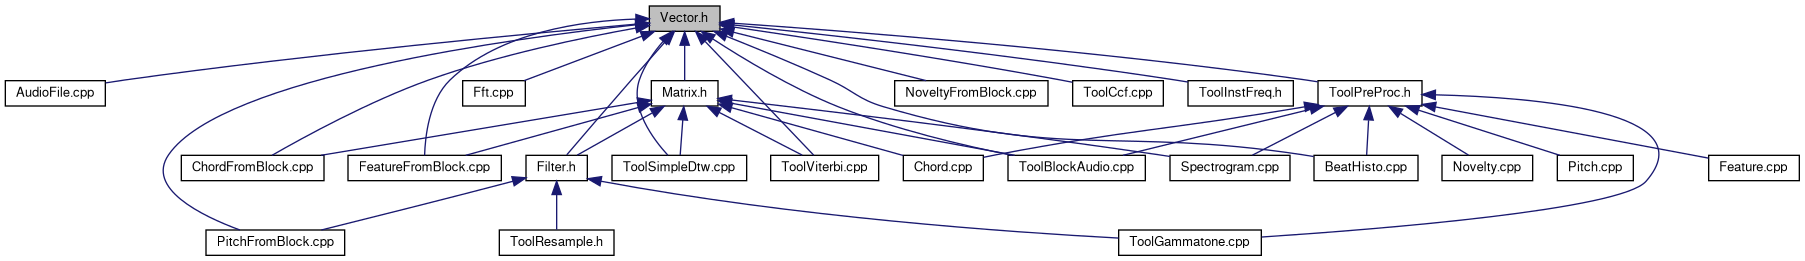 Vector.h
AudioFile.cpp
Fft.cpp
Matrix.h
NoveltyFromBlock.cpp
ToolCcf.cpp
ToolInstFreq.h
ToolPreProc.h
ChordFromBlock.cpp
FeatureFromBlock.cpp
Filter.h
ToolSimpleDtw.cpp
ToolViterbi.cpp
Chord.cpp
ToolBlockAudio.cpp
Spectrogram.cpp
BeatHisto.cpp
Novelty.cpp
Pitch.cpp
Feature.cpp
PitchFromBlock.cpp
ToolResample.h
ToolGammatone.cpp